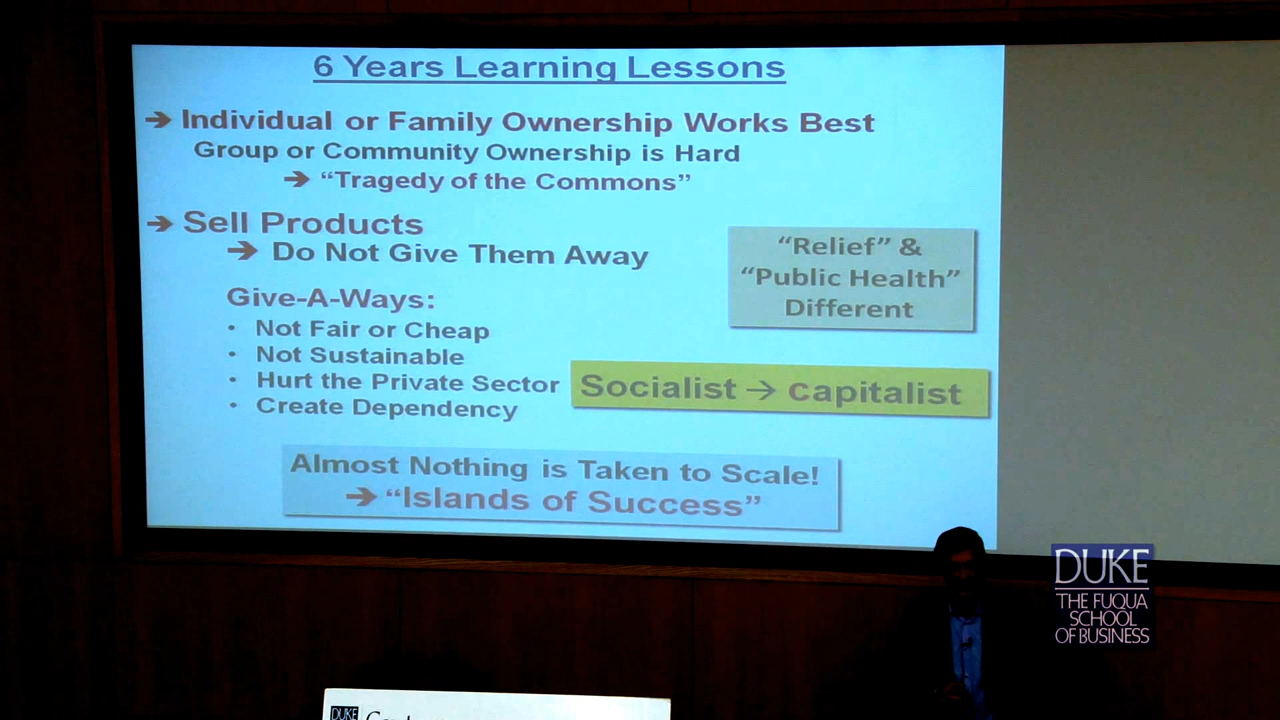 6 Years Learning Lessons
→ Individual or Family Ownership Works Best
Group or Community Ownership is Hard
→ “Tragedy of the Commons”
→ Sell Products
→ Do Not Give Them Away
“Relief” &
“Public Health”
Different
Give-A-Ways:
• Not Fair or Cheap
• Not Sustainable
• Hurt the Private Sector
• Create Dependency
Socialist → capitalist
Almost Nothing is Taken to Scale!
→ “Islands of Success”
DUKE
THE FUQUA
SCHOOL
OF BUSINESS
DUKE